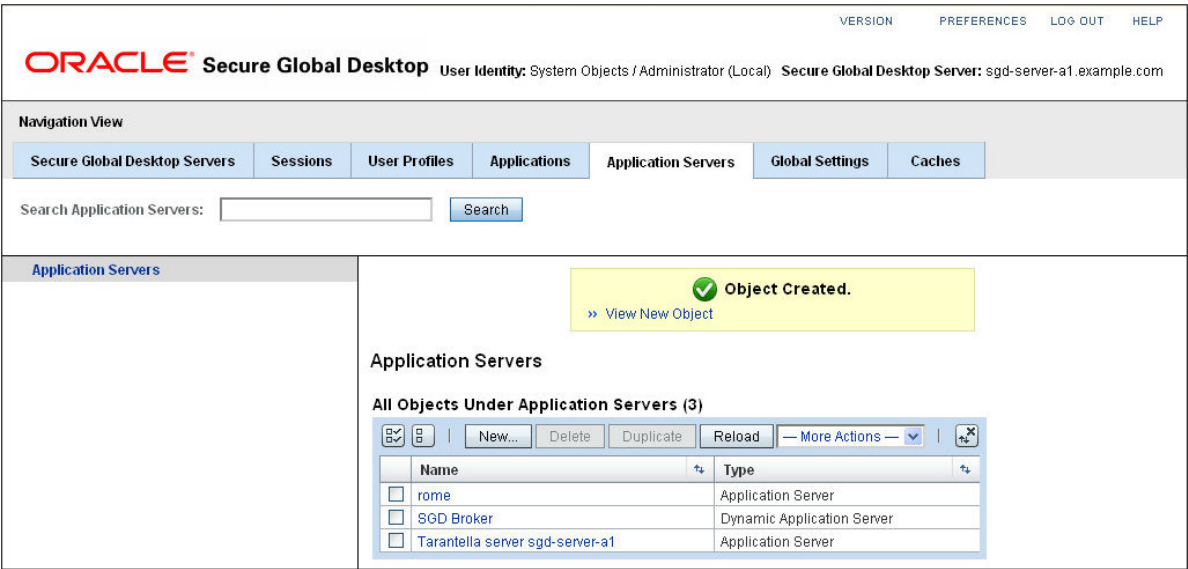 VERSION PREFERENCES LOG OUT HELP
ORACLE® Secure Global Desktop User Identity: System Objects / Administrator (Local) Secure Global Desktop Server: sgd-server-a1.example.com
Navigation View
Secure Global Desktop Servers Sessions User Profiles Applications Application Servers Global Settings Caches
Search Application Servers: Search
Application Servers
Object Created.
›› View New Object
Application Servers
All Objects Under Application Servers (3)
New... Delete Duplicate Reload — More Actions —
Name Type
rome Application Server
SGD Broker Dynamic Application Server
Tarantella server sgd-server-a1 Application Server